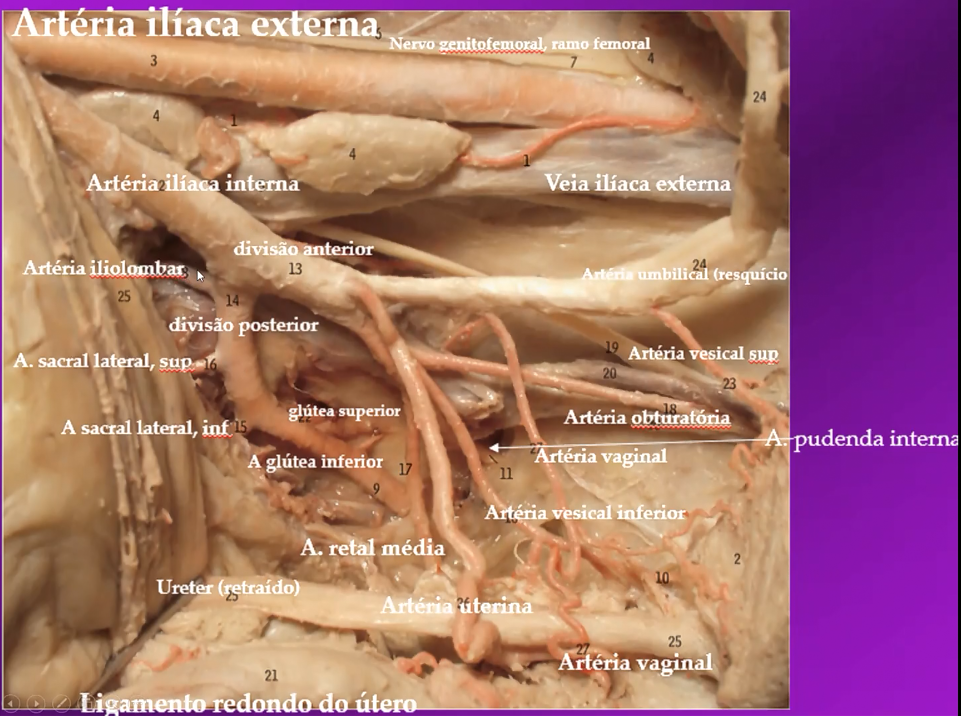 Artéria ilíaca externa
Nervo genitofemoral, ramo femoral
3
7
4
24
4
1
4
1
Artéria ilíaca interna
Veia ilíaca externa
divisão anterior
Artéria iliolombar
13
24
Artéria umbilical (resquício
25
14
divisão posterior
19
Artéria vesical sup
A. sacral lateral, sup
16
20
23
glútea superior
18
Artéria obturatória
A sacral lateral, inf
15
A. pudenda interna
Artéria vaginal
A glútea inferior
17
11
9
Artéria vesical inferior
A. retal média
2
Ureter (retraído)
25
10
Artéria uterina
25
27
Artéria vaginal
21
Ligamento redondo do útero